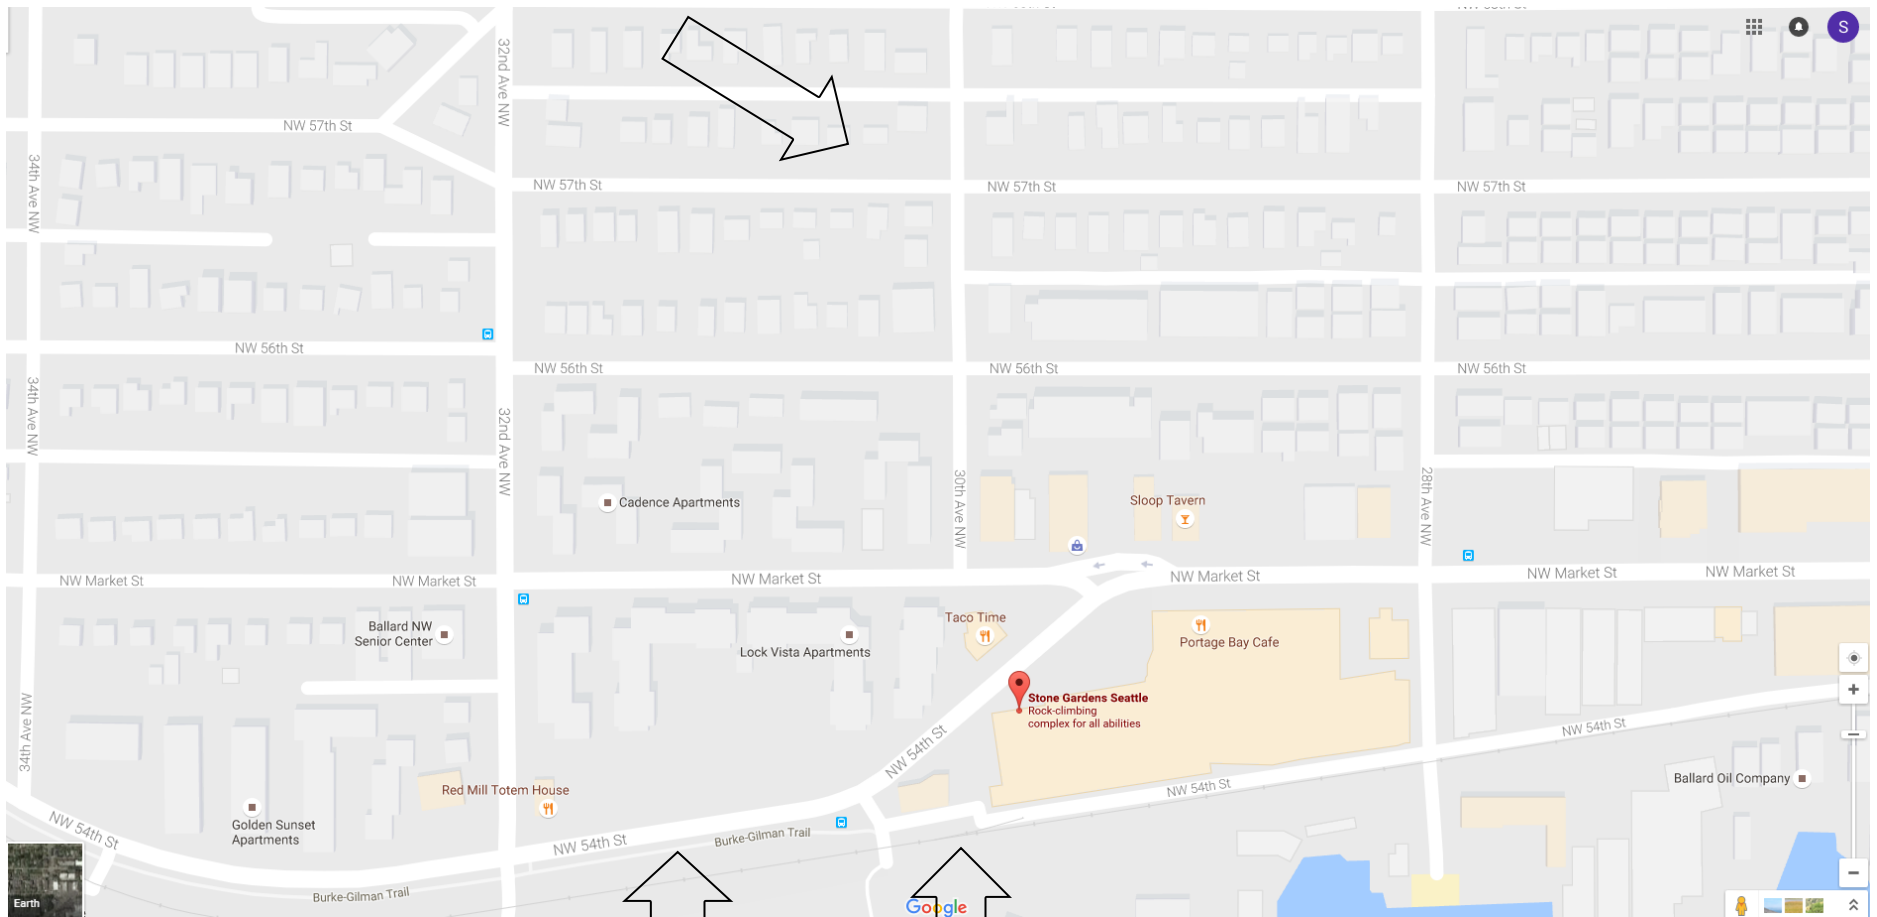 S
32nd Ave NW
NW 57th St
34th Ave NW
NW 57th St
NW 57th St
NW 57th St
NW 56th St
NW 56th St
NW 56th St
NW 56th St
34th Ave NW
32nd Ave NW
30th Ave NW
28th Ave NW
Cadence Apartments
Sloop Tavern
NW Market St
NW Market St
NW Market St
NW Market St
NW Market St
NW Market St
Ballard NW
Senior Center
Lock Vista Apartments
Taco Time
Portage Bay Cafe
Stone Gardens Seattle
Rock-climbing
complex for all abilities
34th Ave NW
NW 54th St
NW 54th St
NW 54th St
Ballard Oil Company
Red Mill Totem House
Golden Sunset
Apartments
NW 54th St
NW 54th St
Burke-Gilman Trail
Burke-Gilman Trail
Earth
Google